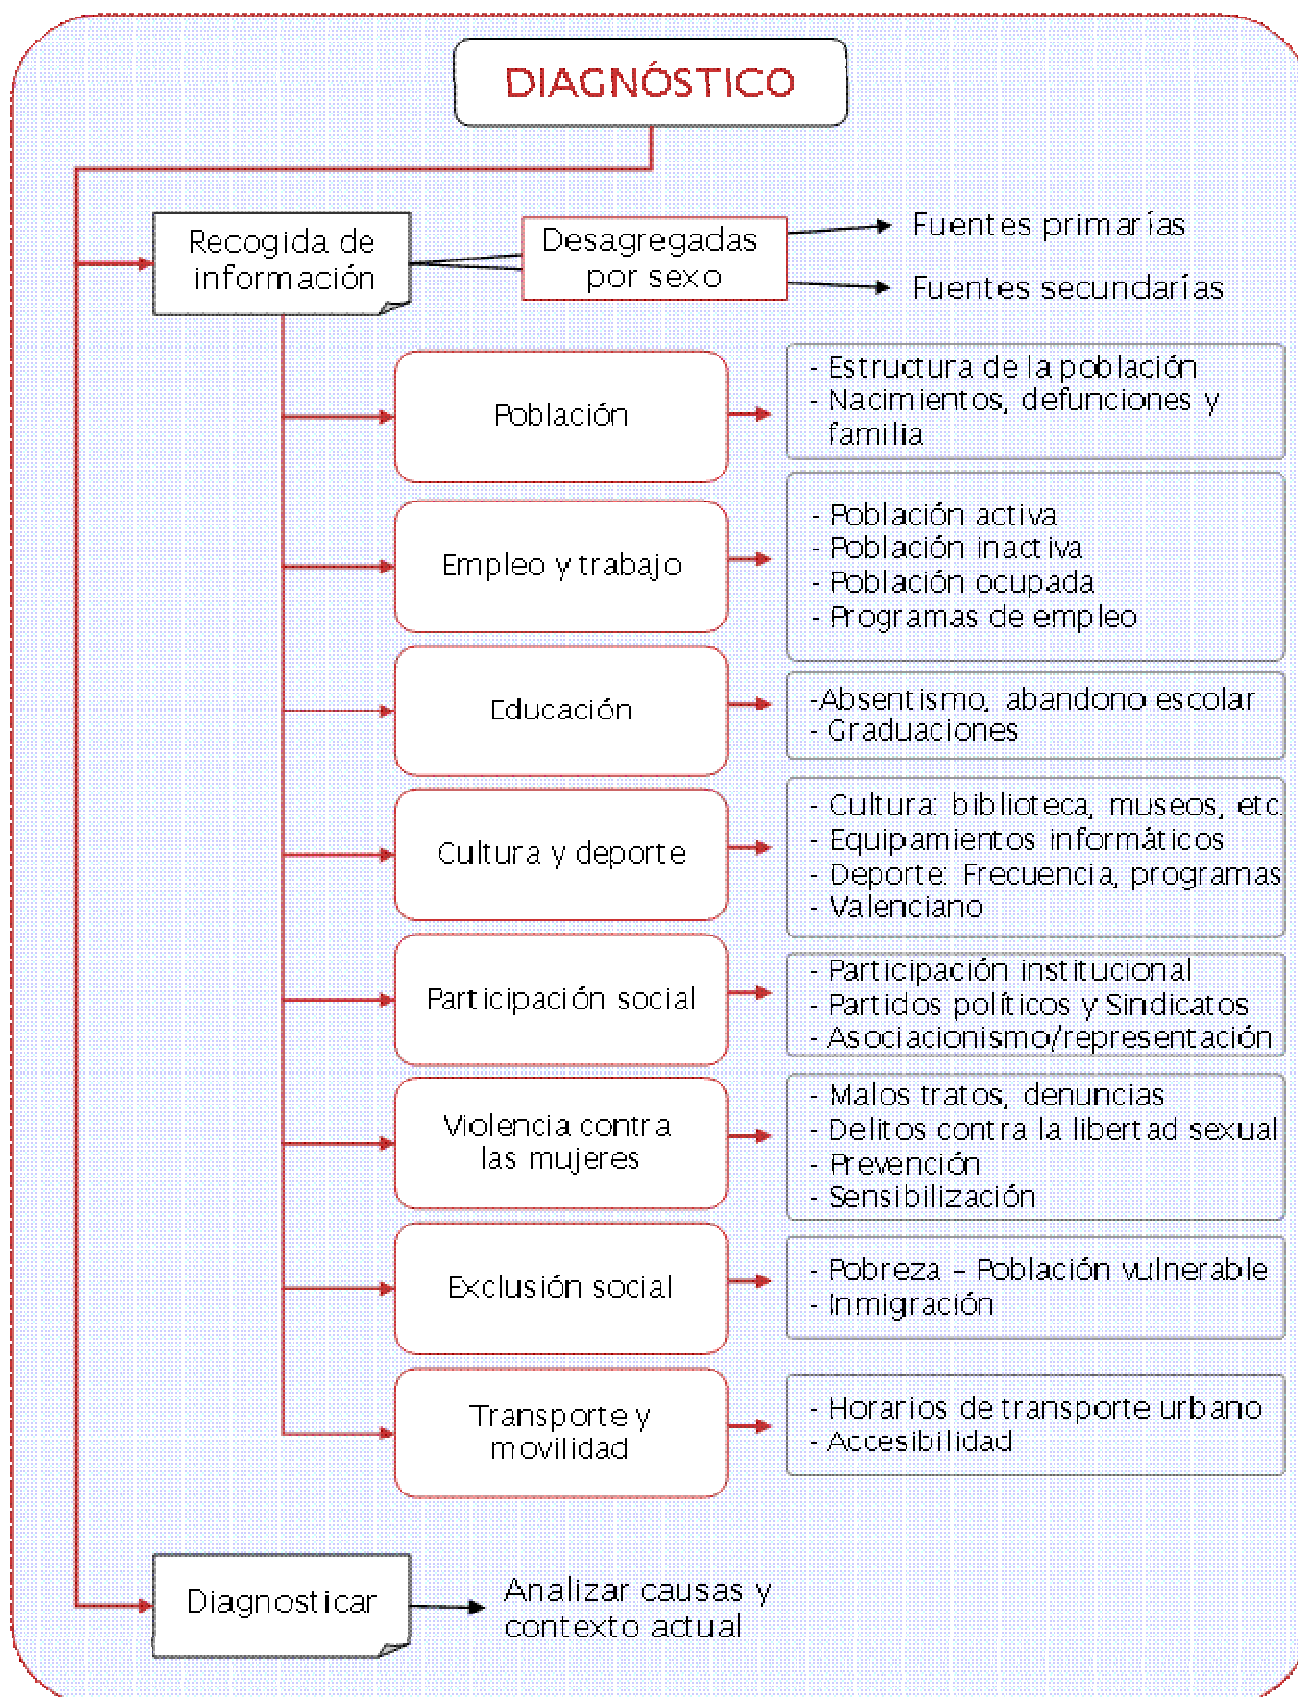 DIAGNÓSTICO
Recogida de
información
Desagregadas
por sexo
Fuentes primarías
Fuentes secundarías
Población
- Estructura de la población
- Nacimientos, defunciones y
familia
Empleo y trabajo
- Población activa
- Población inactiva
- Población ocupada
- Programas de empleo
Educación
-Absentismo, abandono escolar
- Graduaciones
Cultura y deporte
- Cultura: biblioteca, museos, etc.
- Equipamientos informáticos
- Deporte: Frecuencia, programas
- Valenciano
Participación social
- Participación institucional
- Partidos políticos y Sindicatos
- Asociacionismo/representación
Violencia contra
las mujeres
- Malos tratos, denuncias
- Delitos contra la libertad sexual
- Prevención
- Sensibilización
Exclusión social
- Pobreza – Población vulnerable
- Inmigración
Transporte y
movilidad
- Horarios de transporte urbano
- Accesibilidad
Diagnosticar
Analizar causas y
contexto actual